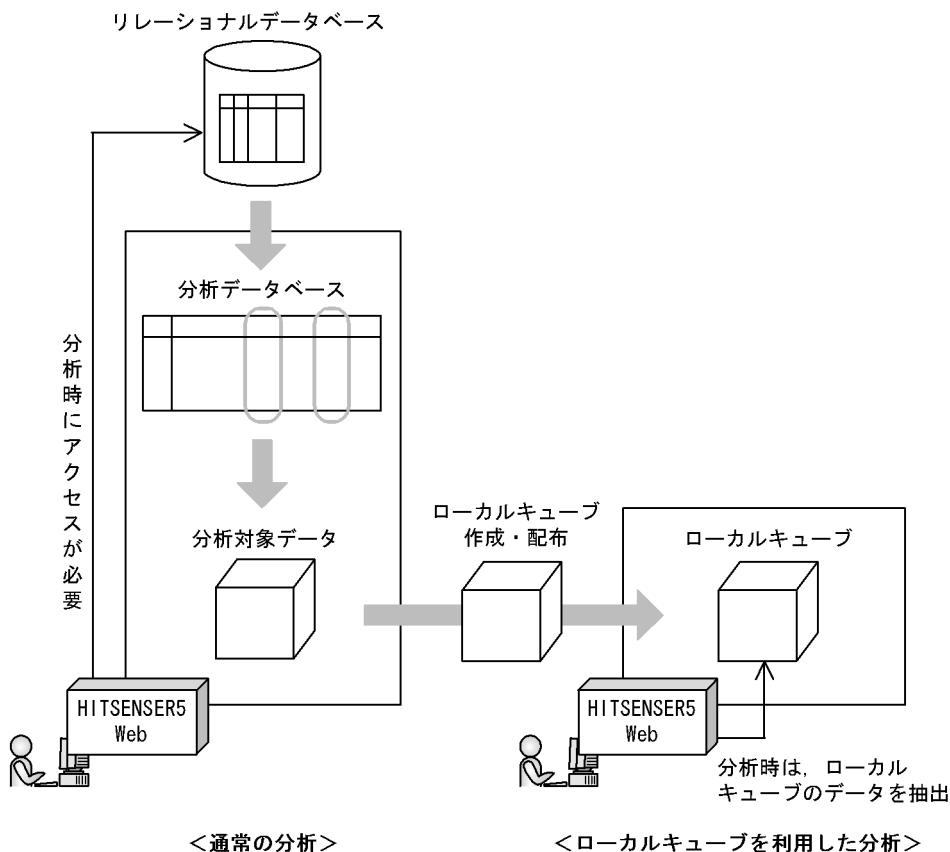 リレーショナルデータベース
分析データベース
分析時にアクセスが必要
分析対象データ
ローカルキューブ
作成・配布
ローカルキューブ
HITSENSER5
Web
HITSENSER5
Web
分析時は，ローカル
キューブのデータを抽出
＜通常の分析＞
＜ローカルキューブを利用した分析＞